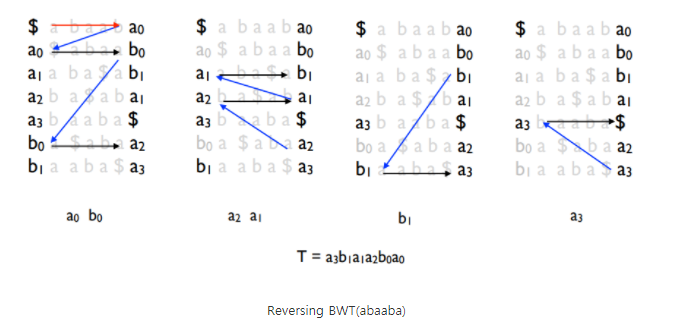 $ a b a a b a0
a0 $ a b a a b0
a1 a b a $ a b1
a2 b a $ a b a1
a3 b a a b a $
b0 a $ a b a a2
b1 a a b a $ a3
a0 b0
$ a b a a b a0
a0 $ a b a a b0
a1 a b a $ a b1
a2 b a $ a b a1
a3 b a a b a $
b0 a $ a b a a2
b1 a a b a $ a3
a2 a1
$ a b a a b a0
a0 $ a b a a b0
a1 a b a $ a b1
a2 b a $ a b a1
a3 b a a b a $
b0 a $ a b a a2
b1 a a b a $ a3
b1
$ a b a a b a0
a0 $ a b a a b0
a1 a b a $ a b1
a2 b a $ a b a1
a3 b a a b a $
b0 a $ a b a a2
b1 a a b a $ a3
a3
T = a3b1a1a2b0a0
Reversing BWT(abaaba)